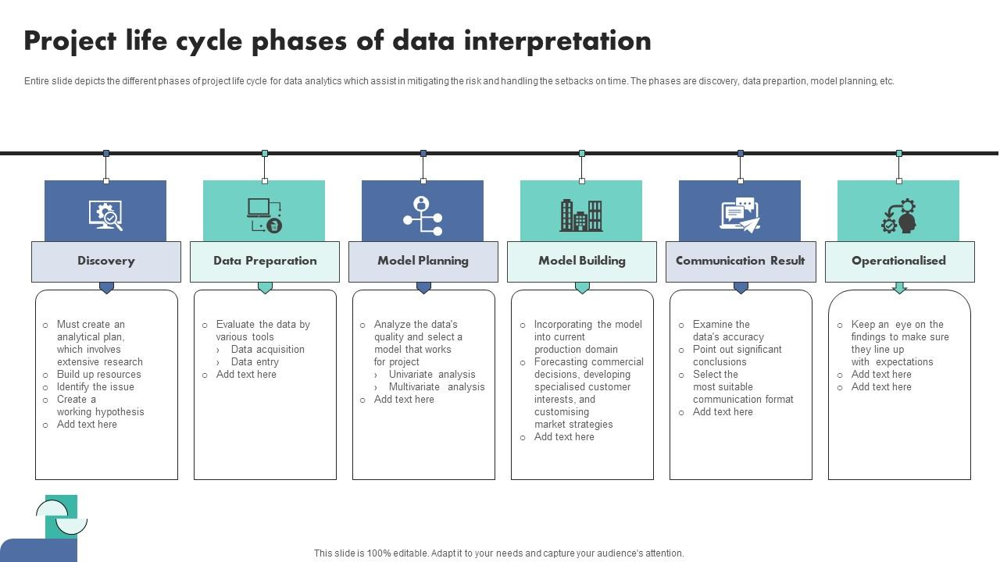 Project life cycle phases of data interpretation
Entire slide depicts the different phases of project life cycle for data analytics which assist in mitigating the risk and handling the setbacks on time. The phases are discovery, data prepartion, model planning, etc.
Discovery
○ Must create an
analytical plan,
which involves
extensive research
○ Build up resources
○ Identify the issue
○ Create a
working hypothesis
○ Add text here
Data Preparation
○ Evaluate the data by
various tools
› Data acquisition
› Data entry
○ Add text here
Model Planning
○ Analyze the data's
quality and select a
model that works
for project
› Univariate analysis
› Multivariate analysis
○ Add text here
Model Building
○ Incorporating the model
into current
production domain
○ Forecasting commercial
decisions, developing
specialised customer
interests, and
customising
market strategies
○ Add text here
Communication Result
○ Examine the
data's accuracy
○ Point out significant
conclusions
○ Select the
most suitable
communication format
○ Add text here
Operationalised
○ Keep an eye on the
findings to make sure
they line up
with expectations
○ Add text here
○ Add text here
This slide is 100% editable. Adapt it to your needs and capture your audience's attention.